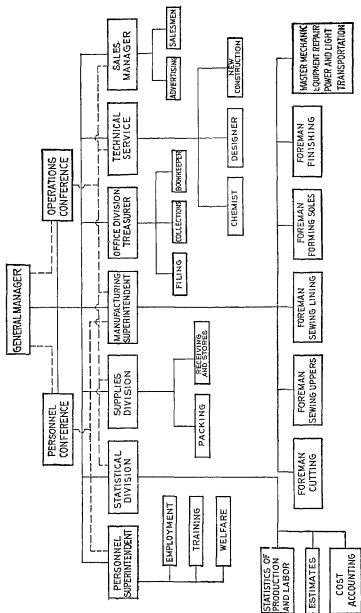 GENERAL MANAGER
PERSONNEL
CONFERENCE
OPERATIONS
CONFERENCE
PERSONNEL
SUPERINTENDENT
STATISTICAL
DIVISION
SUPPLIES
DIVISION
MANUFACTURING
SUPERINTENDENT
OFFICE DIVISION
TREASURER
TECHNICAL
SERVICE
SALES
MANAGER
EMPLOYMENT
TRAINING
WELFARE
PACKING
RECEIVING
AND STORES
FILING
COLLECTIONS
BOOKKEEPER
CHEMIST
DESIGNER
NEW
CONSTRUCTION
ADVERTISING
SALESMEN
STATISTICS OF
PRODUCTION
AND LABOR
ESTIMATES
COST
ACCOUNTING
FOREMAN
CUTTING
FOREMAN
SEWING UPPERS
FOREMAN
SEWING LINING
FOREMAN
FORMING SOLES
FOREMAN
FINISHING
MASTER MECHANIC
EQUIPMENT REPAIR
POWER AND LIGHT
TRANSPORTATION